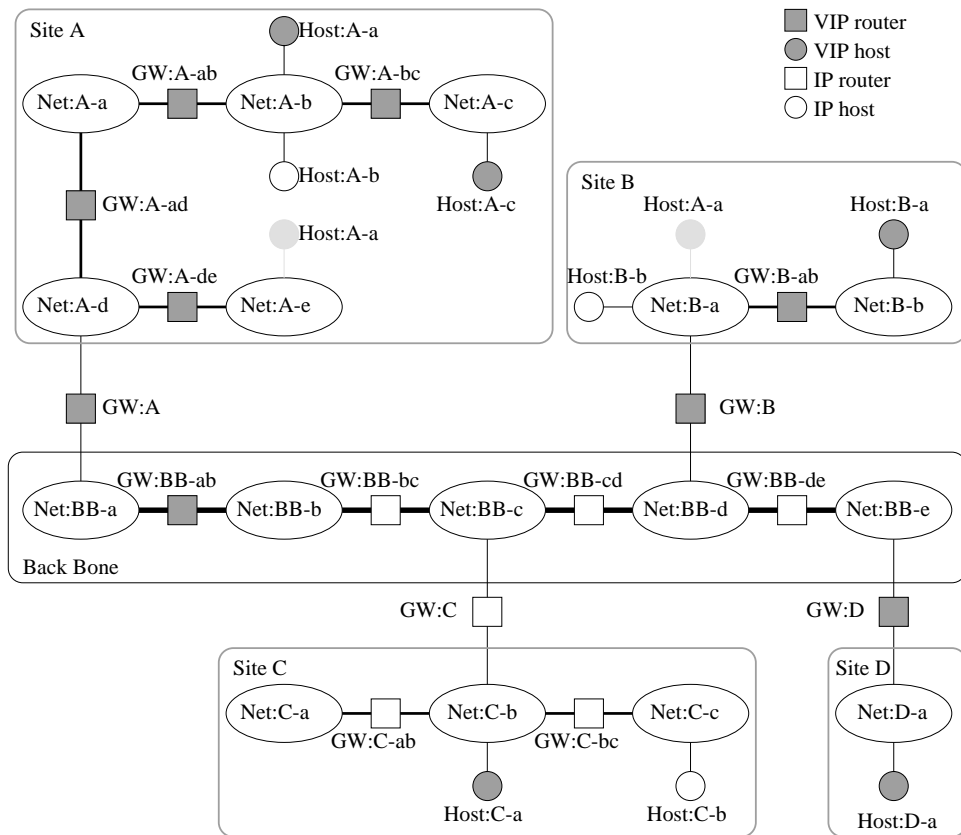 Site A
Host:A-a
VIP router
VIP host
IP router
IP host
GW:A-ab
GW:A-bc
Net:A-a
Net:A-b
Net:A-c
Host:A-b
Host:A-c
GW:A-ad
Host:A-a
GW:A-de
Net:A-d
Net:A-e
Site B
Host:A-a
Host:B-a
Host:B-b
GW:B-ab
Net:B-a
Net:B-b
GW:A
GW:B
GW:BB-ab
GW:BB-bc
GW:BB-cd
GW:BB-de
Net:BB-a
Net:BB-b
Net:BB-c
Net:BB-d
Net:BB-e
Back Bone
GW:C
GW:D
Site C
Net:C-a
Net:C-b
Net:C-c
GW:C-ab
GW:C-bc
Host:C-a
Host:C-b
Site D
Net:D-a
Host:D-a